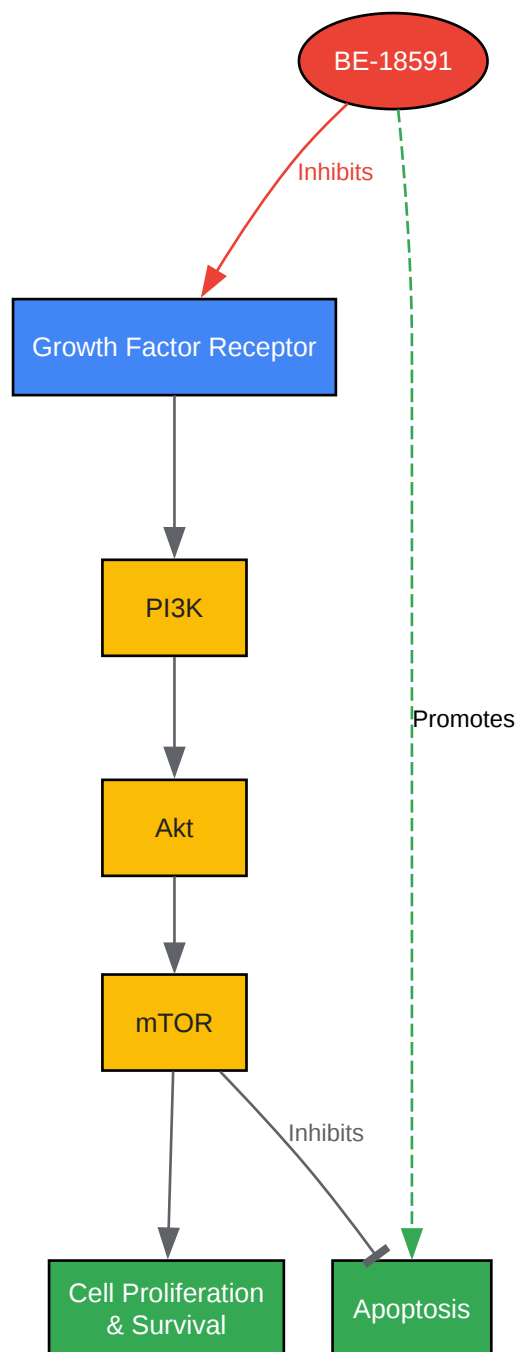 BE-18591
Inhibits
Growth Factor Receptor
PI3K
Promotes
Akt
mTOR
Inhibits
Cell Proliferation
& Survival
Apoptosis